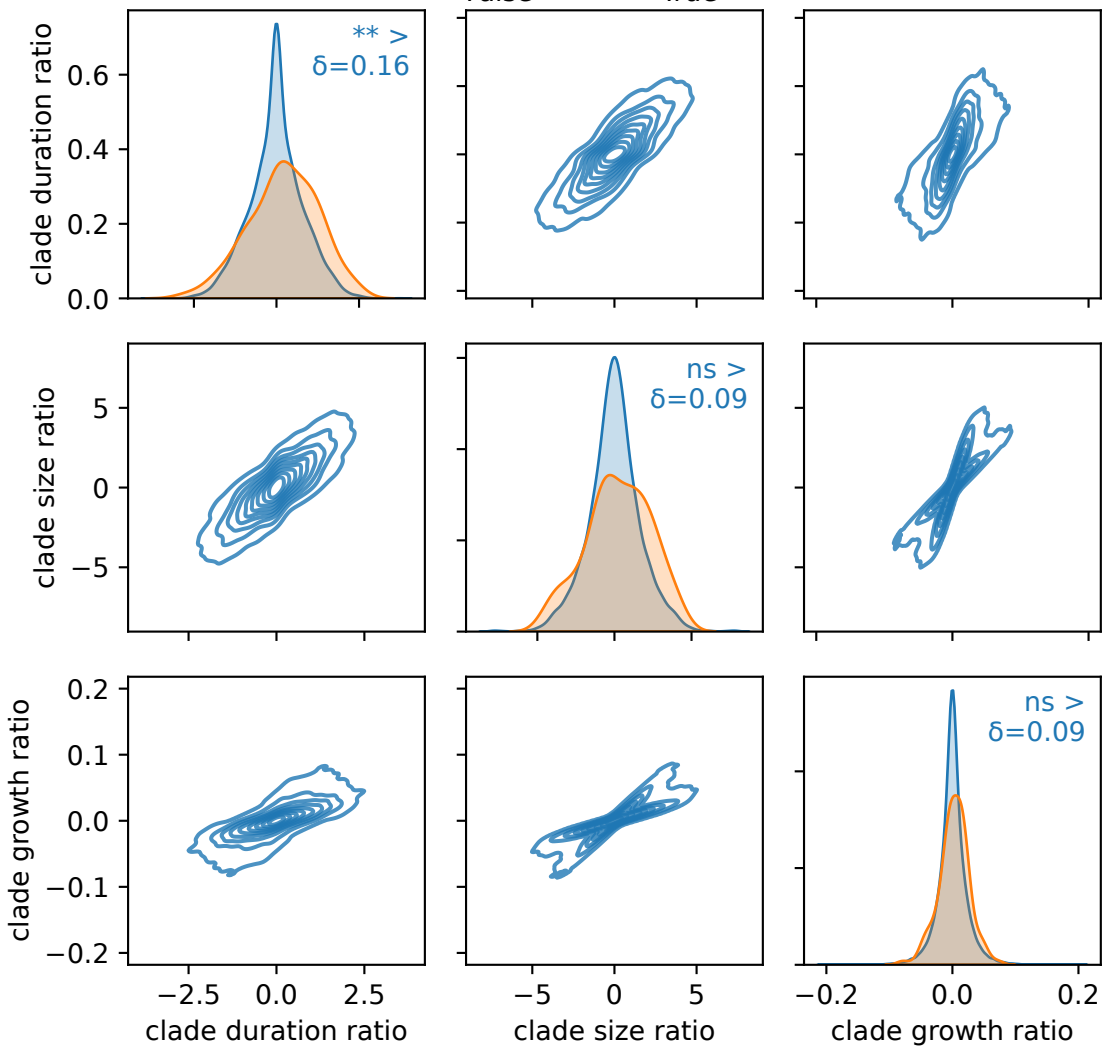 clade duration ratio
0.6
0.4
0.2
0.0
** >
δ=0.16
clade size ratio
5
0
−5
ns >
δ=0.09
clade growth ratio
0.2
0.1
0.0
−0.1
−0.2
ns >
δ=0.09
−2.5 0.0 2.5
−5 0 5
−0.2 0.0 0.2
clade duration ratio
clade size ratio
clade growth ratio